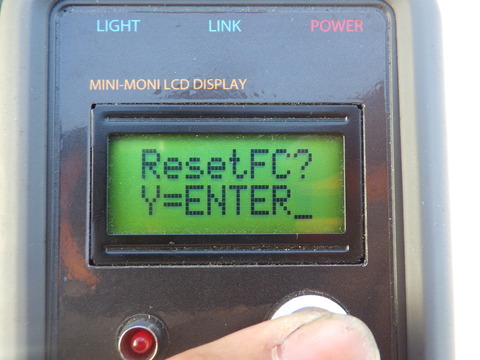 LIGHT LINK POWER
MINI-MONI LCD DISPLAY
ResetFC?
Y=ENTER_